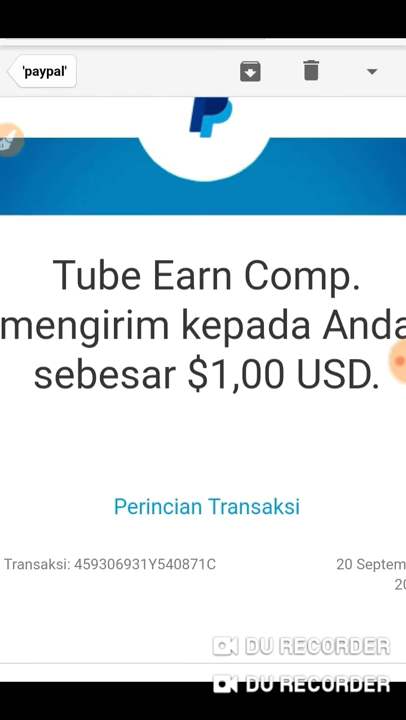 'paypal'
Tube Earn Comp.
mengirim kepada Anda
sebesar $1,00 USD.
Perincian Transaksi
Transaksi: 459306931Y540871C
20 Septem
20
DU RECORDER
DU RECORDER